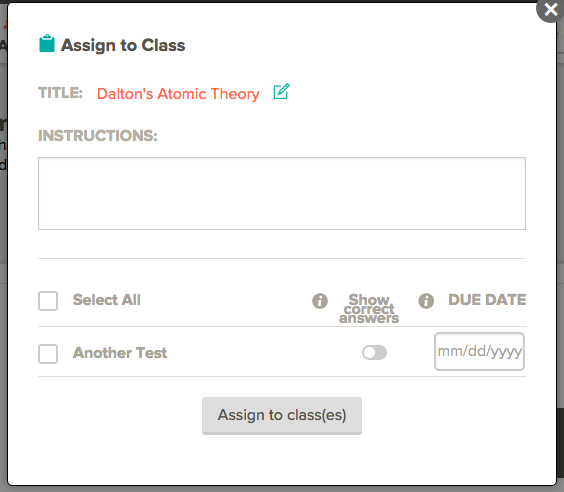 Assign to Class
TITLE: Dalton's Atomic Theory
INSTRUCTIONS:
Select All
Show
correct
answers
DUE DATE
Another Test
mm/dd/yyyy
Assign to class(es)